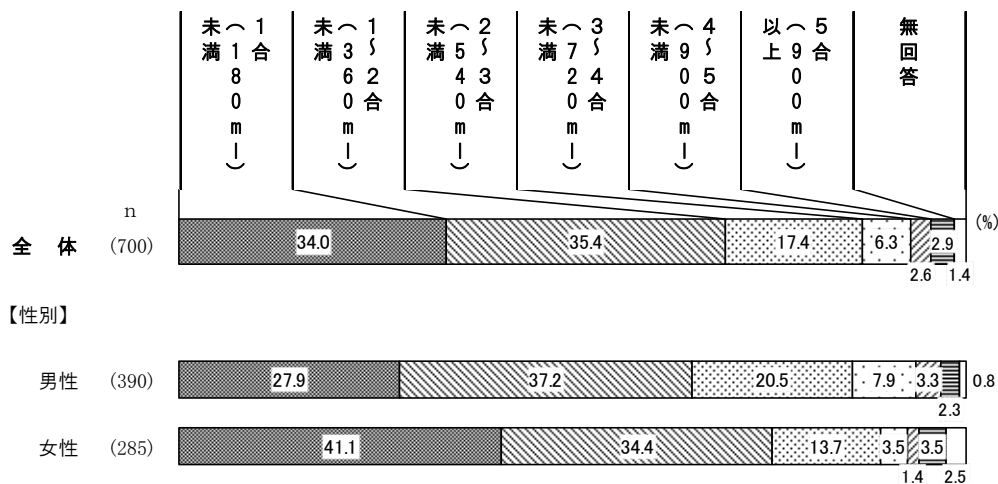 1合（180ml）未満
1～2合（360ml）未満
2～3合（540ml）未満
3～4合（720ml）未満
4～5合（900ml）未満
5合（900ml）以上
無回答
(%)
n
全 体 (700) 34.0 35.4 17.4 6.3 2.6 2.9 1.4
【性別】
男性 (390) 27.9 37.2 20.5 7.9 3.3 2.3 0.8
女性 (285) 41.1 34.4 13.7 3.5 1.4 3.5 2.5